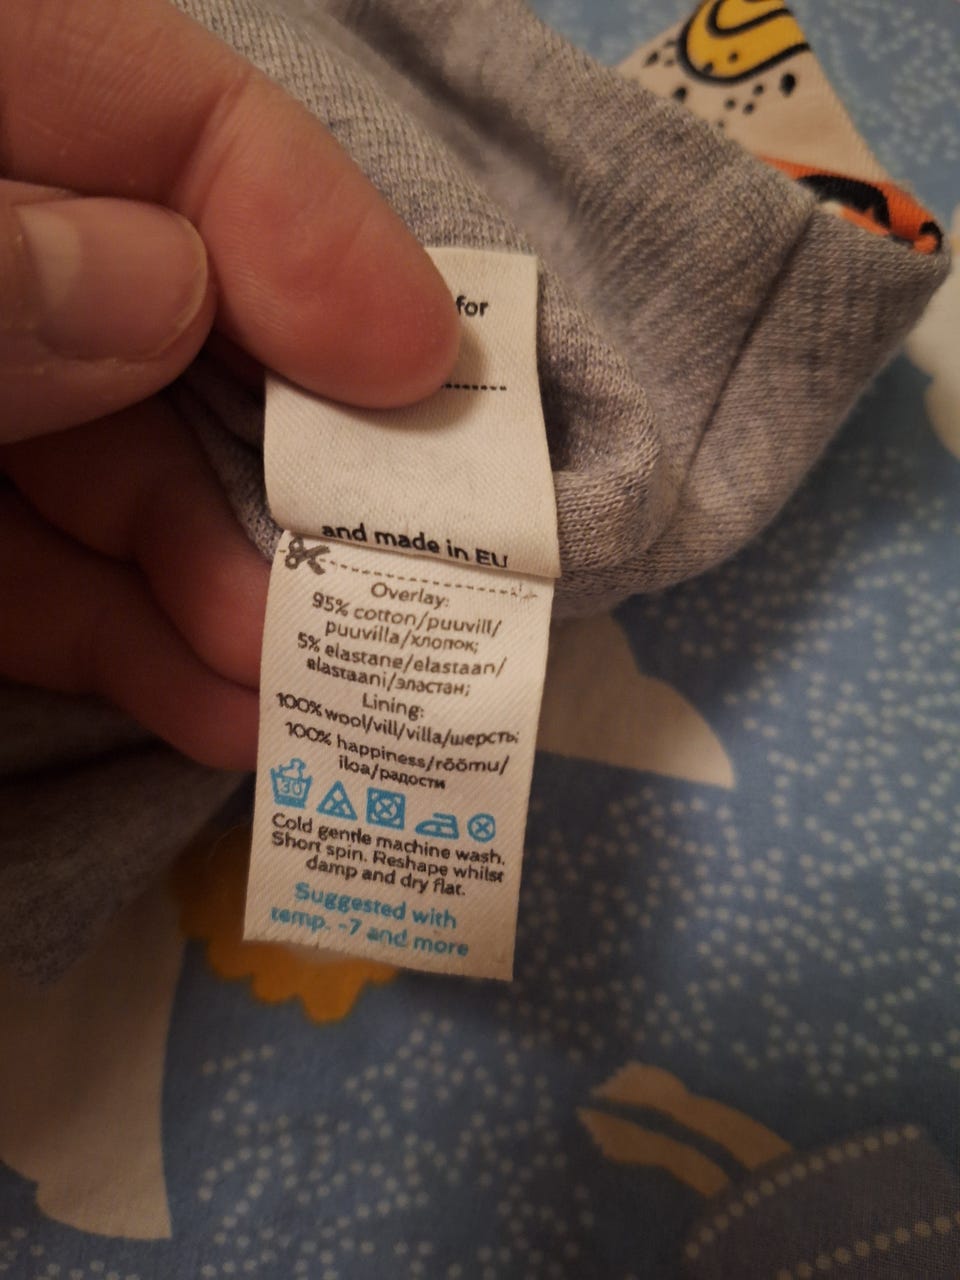 for
and made in EU
Overlay:
95% cotton/puuvill/
puuvilla/хлопок;
5% elastane/elastaan/
elastaani/эластан;
Lining:
100% wool/vill/villa/шерсть;
100% happiness/rõõmu/
iloa/радости
30
Cold gentle machine wash.
Short spin. Reshape whilst
damp and dry flat.
Suggested with
temp. -7 and more